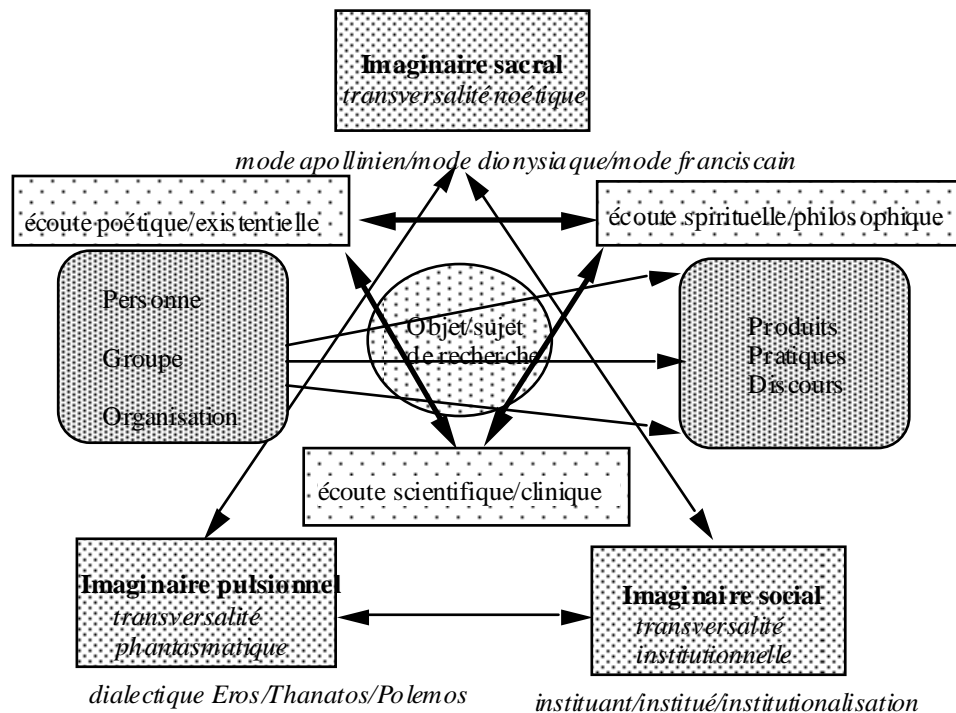 Imaginaire sacral
transversalité noétique
mode apollinien/mode dionysiaque/mode franciscain
écoute poétique/existentielle
écoute spirituelle/philosophique
Personne
Groupe
Organisation
Objet/sujet
de recherche
Produits
Pratiques
Discours
écoute scientifique/clinique
Imaginaire pulsionnel
transversalité
phantasmatique
dialectique Eros/Thanatos/Polemos
Imaginaire social
transversalité
institutionnelle
instituant/institué/institutionalisation